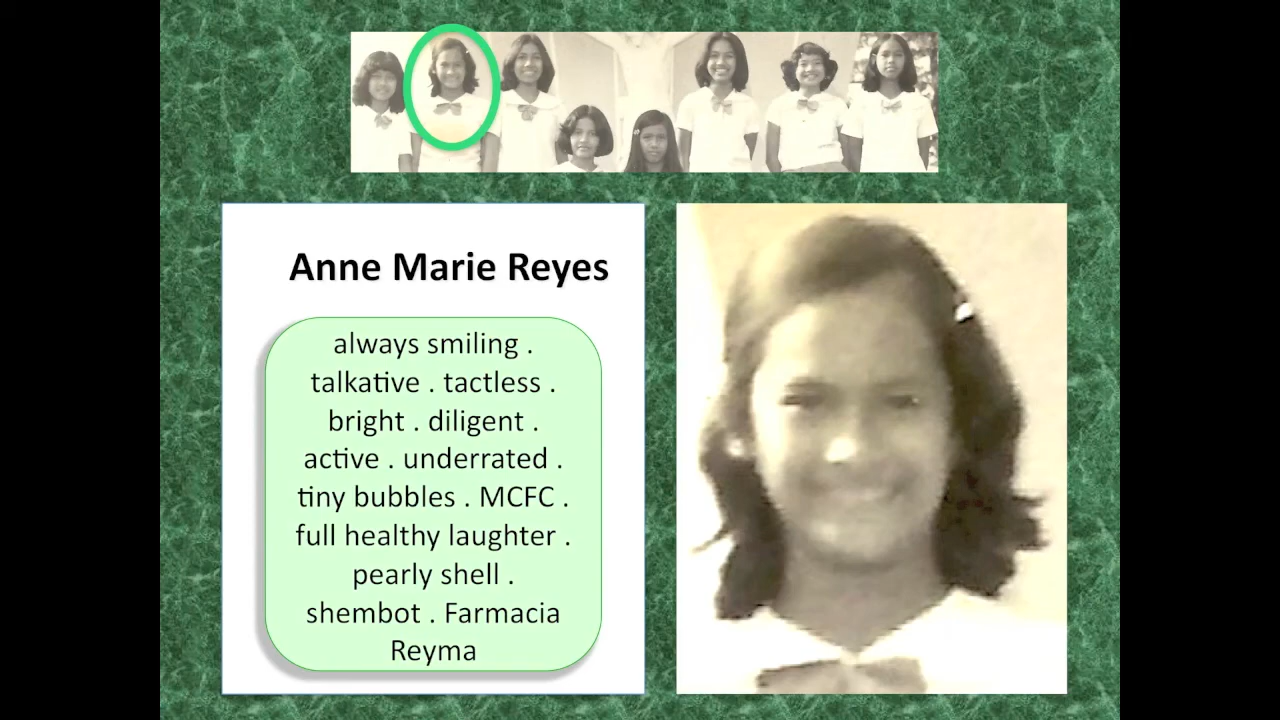 Anne Marie Reyes
always smiling .
talkative . tactless .
bright . diligent .
active . underrated .
tiny bubbles . MCFC .
full healthy laughter .
pearly shell .
shembot . Farmacia
Reyma